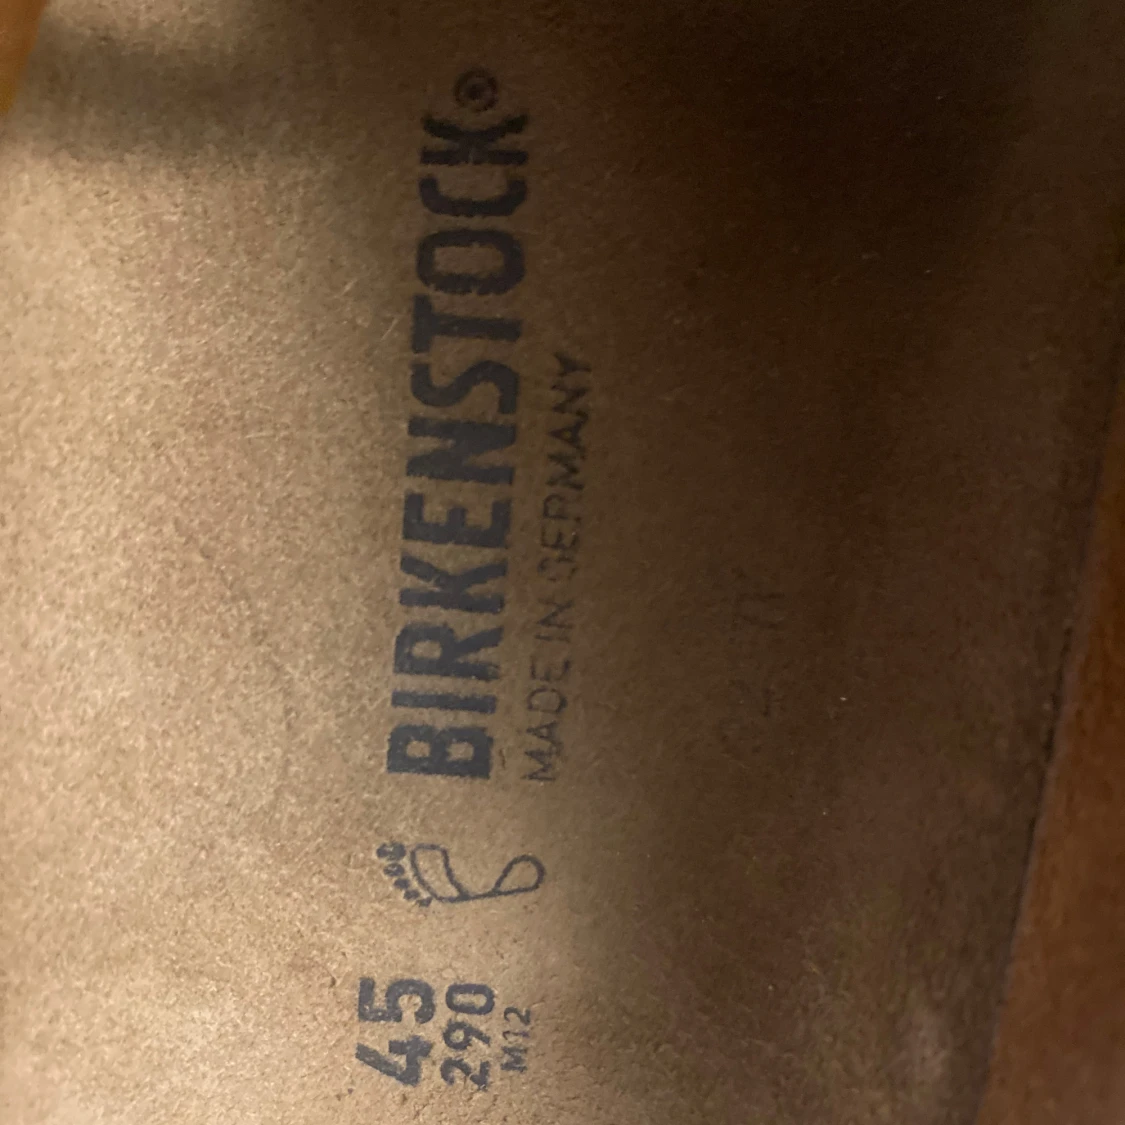 BIRKENSTOCK®
MADE IN GERMANY
45
290
M12